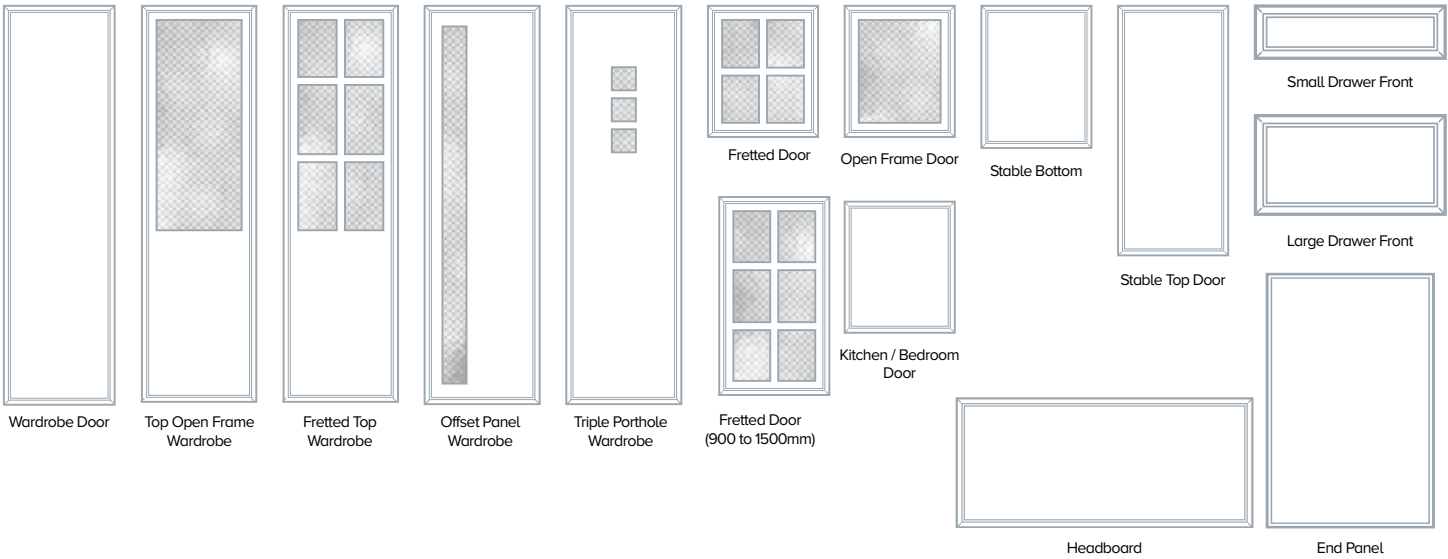 Wardrobe Door
Top Open Frame
Wardrobe
Fretted Top
Wardrobe
Offset Panel
Wardrobe
Triple Porthole
Wardrobe
Fretted Door
Open Frame Door
Stable Bottom
Stable Top Door
Small Drawer Front
Large Drawer Front
Fretted Door
(900 to 1500mm)
Kitchen / Bedroom
Door
Headboard
End Panel